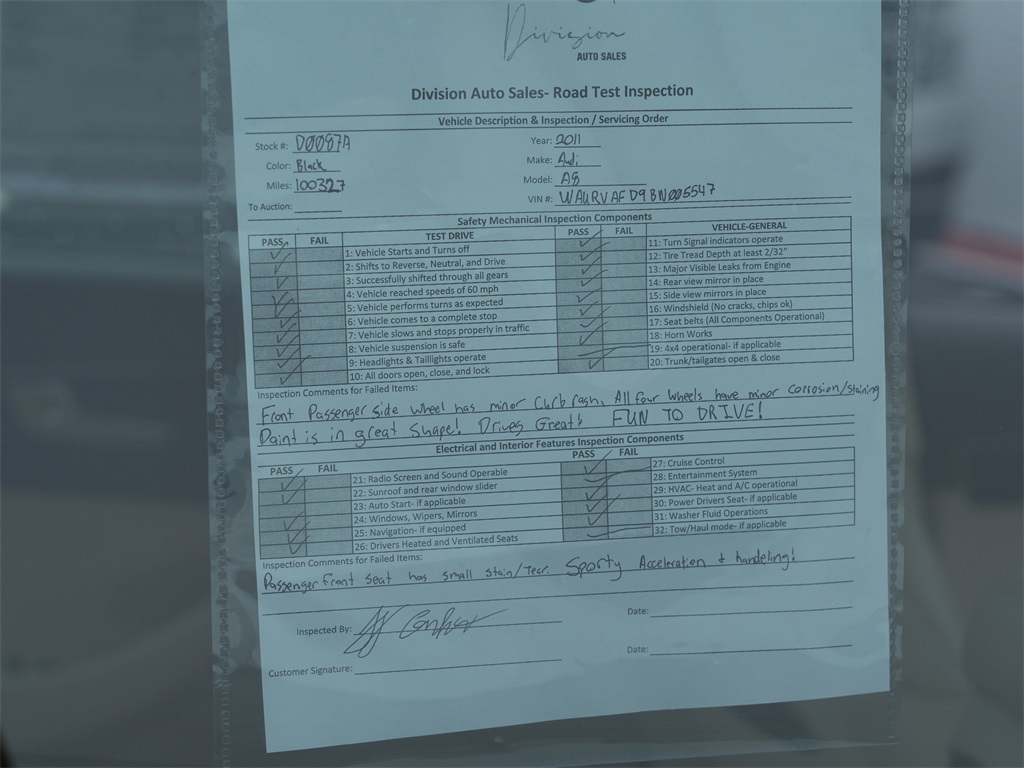 Division
AUTO SALES
Division Auto Sales- Road Test Inspection
Vehicle Description & Inspection / Servicing Order
Stock #: D0087A Year: 2011
Color: Black Make: Audi
Miles: 100327 Model: A8
To Auction: VIN #: WAURVAFD9BN005547
Safety Mechanical Inspection Components
PASS FAIL TEST DRIVE PASS FAIL VEHICLE-GENERAL
1: Vehicle Starts and Turns off 11: Turn Signal indicators operate
2: Shifts to Reverse, Neutral, and Drive 12: Tire Tread Depth at least 2/32"
3: Successfully shifted through all gears 13: Major Visible Leaks from Engine
4: Vehicle reached speeds of 60 mph 14: Rear view mirror in place
5: Vehicle performs turns as expected 15: Side view mirrors in place
6: Vehicle comes to a complete stop 16: Windshield (No cracks, chips ok)
7: Vehicle slows and stops properly in traffic 17: Seat belts (All Components Operational)
8: Vehicle suspension is safe 18: Horn Works
9: Headlights & Taillights operate 19: 4x4 operational- if applicable
10: All doors open, close, and lock 20: Trunk/tailgates open & close
Inspection Comments for Failed Items:
Front Passenger side wheel has minor Curb rash, All four wheels have minor corrosion/staining
Paint is in great shape! Drives Great! FUN TO DRIVE!
Electrical and Interior Features Inspection Components
PASS FAIL PASS FAIL
21: Radio Screen and Sound Operable 27: Cruise Control
22: Sunroof and rear window slider 28: Entertainment System
23: Auto Start- if applicable 29: HVAC- Heat and A/C operational
24: Windows, Wipers, Mirrors 30: Power Drivers Seat- if applicable
25: Navigation- if equipped 31: Washer Fluid Operations
26: Drivers Heated and Ventilated Seats 32: Tow/Haul mode- if applicable
Inspection Comments for Failed Items:
Passenger Front seat has small stain/tear. Sporty Acceleration & handeling!
Inspected By: Date:
Customer Signature: Date: